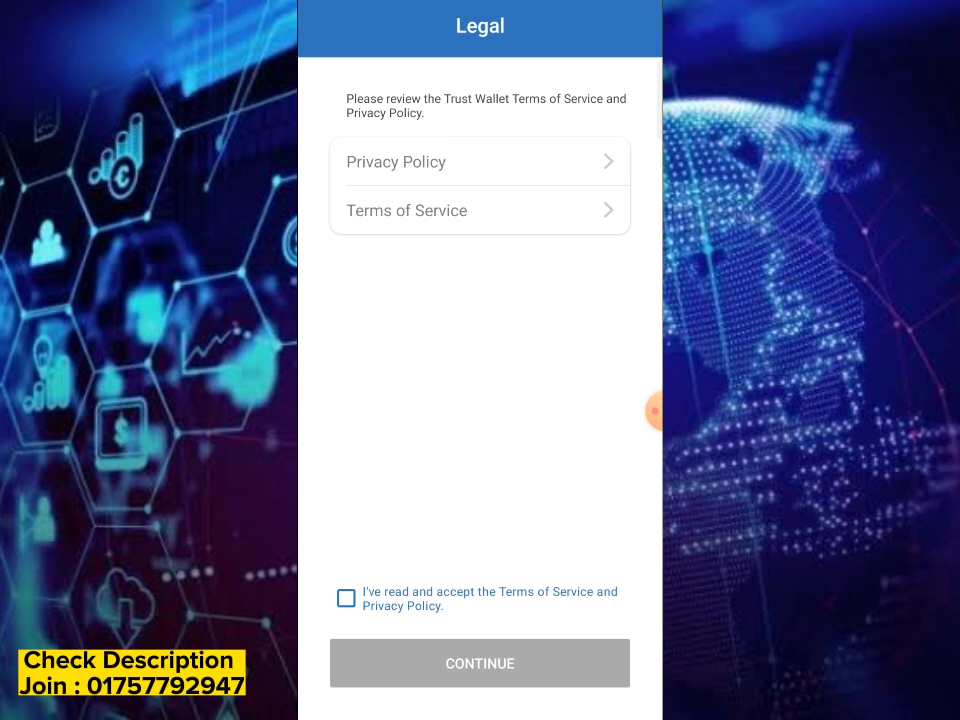 Legal
Please review the Trust Wallet Terms of Service and
Privacy Policy.
Privacy Policy
Terms of Service
I've read and accept the Terms of Service and
Privacy Policy.
CONTINUE
Check Description
Join : 01757792947